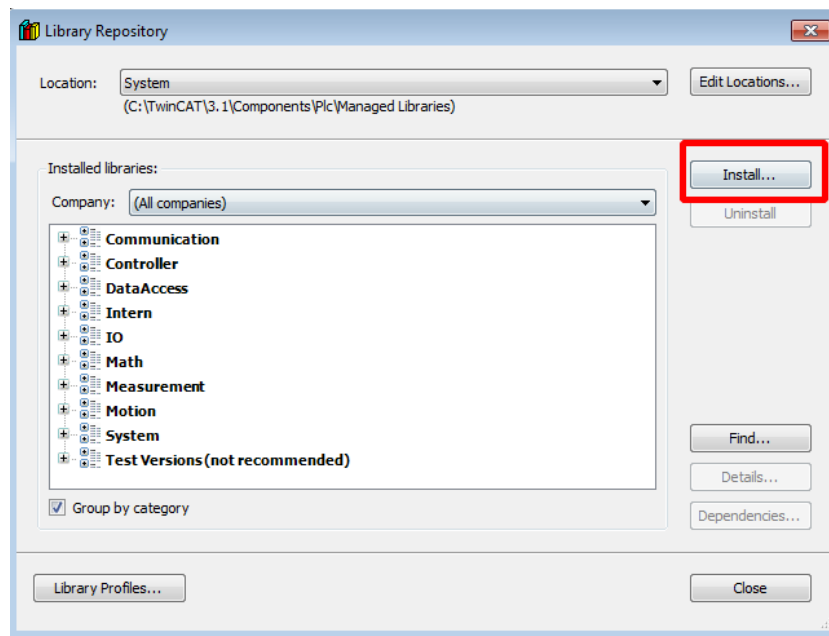 Library Repository
Location: System Edit Locations...
(C:\TwinCAT\3.1\Components\Plc\Managed Libraries)
Installed libraries:
Install...
Company: (All companies)
Uninstall
Communication
Controller
DataAccess
Intern
IO
Math
Measurement
Motion
System
Find...
Test Versions (not recommended)
Details...
Group by category
Dependencies...
Library Profiles... Close